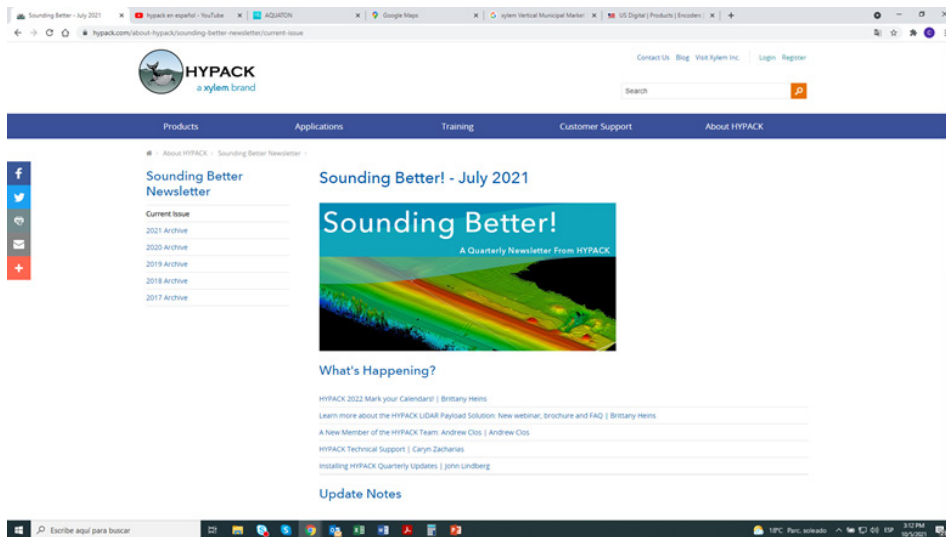 Sounding Better - July 2021
hypack en español - YouTube
AQUATON
Google Maps
xylem Vertical Municipal Market
US Digital | Products | Encoders |
hypack.com/about-hypack/sounding-better-newsletter/current-issue
HYPACK
a xylem brand
Contact Us Blog Visit Xylem Inc. Login Register
Search
Products Applications Training Customer Support About HYPACK
About HYPACK Sounding Better Newsletter
Sounding Better
Newsletter
Current Issue
2021 Archive
2020 Archive
2019 Archive
2018 Archive
2017 Archive
Sounding Better! - July 2021
Sounding Better!
A Quarterly Newsletter From HYPACK
What's Happening?
HYPACK 2022 Mark your Calendars! | Brittany Heins
Learn more about the HYPACK LiDAR Payload Solution: New webinar, brochure and FAQ | Brittany Heins
A New Member of the HYPACK Team: Andrew Clos | Andrew Clos
HYPACK Technical Support | Caryn Zacharias
Installing HYPACK Quarterly Updates | John Lindberg
Update Notes
Escribe aquí para buscar
18°C Parc. soleado
ESP
3:12 PM
10/5/2021